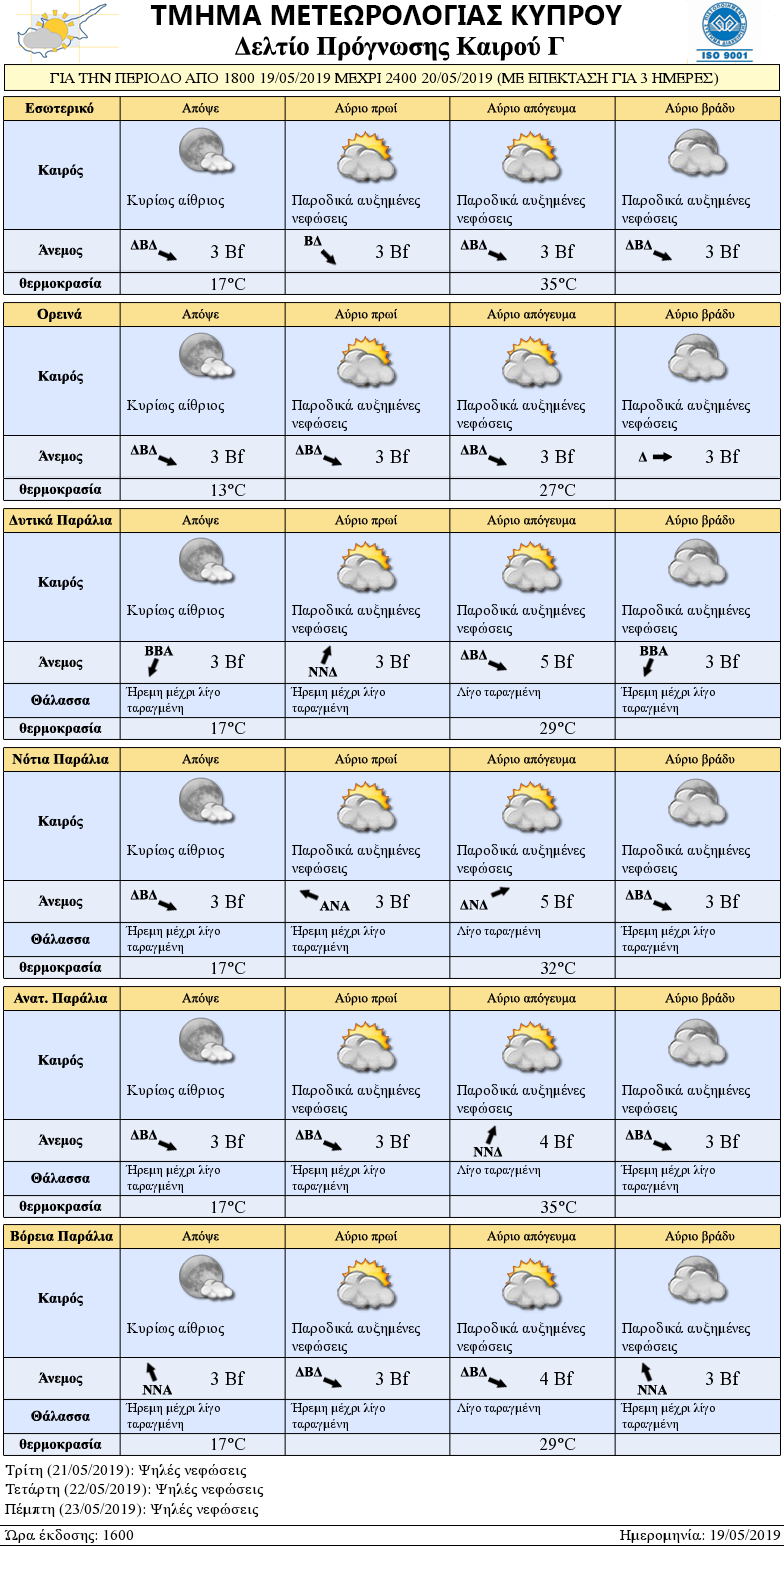 ΤΜΗΜΑ ΜΕΤΕΩΡΟΛΟΓΙΑΣ ΚΥΠΡΟΥ
Δελτίο Πρόγνωσης Καιρού Γ
ISO 9001
ΓΙΑ ΤΗΝ ΠΕΡΙΟΔΟ ΑΠΟ 1800 19/05/2019 ΜΕΧΡΙ 2400 20/05/2019 (ΜΕ ΕΠΕΚΤΑΣΗ ΓΙΑ 3 ΗΜΕΡΕΣ)
Εσωτερικό Απόψε Αύριο πρωί Αύριο απόγευμα Αύριο βράδυ
Καιρός
Κυρίως αίθριος Παροδικά αυξημένες Παροδικά αυξημένες Παροδικά αυξημένες
νεφώσεις νεφώσεις νεφώσεις
Άνεμος ΔΒΔ 3 Bf ΒΔ 3 Bf ΔΒΔ 3 Bf ΔΒΔ 3 Bf
θερμοκρασία 17°C 35°C
Ορεινά Απόψε Αύριο πρωί Αύριο απόγευμα Αύριο βράδυ
Καιρός
Κυρίως αίθριος Παροδικά αυξημένες Παροδικά αυξημένες Παροδικά αυξημένες
νεφώσεις νεφώσεις νεφώσεις
Άνεμος ΔΒΔ 3 Bf ΔΒΔ 3 Bf ΔΒΔ 3 Bf Δ 3 Bf
θερμοκρασία 13°C 27°C
Δυτικά Παράλια Απόψε Αύριο πρωί Αύριο απόγευμα Αύριο βράδυ
Καιρός
Κυρίως αίθριος Παροδικά αυξημένες Παροδικά αυξημένες Παροδικά αυξημένες
νεφώσεις νεφώσεις νεφώσεις
Άνεμος ΒΒΑ 3 Bf ΝΝΔ 3 Bf ΔΒΔ 5 Bf ΒΒΑ 3 Bf
Θάλασσα Ήρεμη μέχρι λίγο Ήρεμη μέχρι λίγο Λίγο ταραγμένη Ήρεμη μέχρι λίγο
ταραγμένη ταραγμένη ταραγμένη
θερμοκρασία 17°C 29°C
Νότια Παράλια Απόψε Αύριο πρωί Αύριο απόγευμα Αύριο βράδυ
Καιρός
Κυρίως αίθριος Παροδικά αυξημένες Παροδικά αυξημένες Παροδικά αυξημένες
νεφώσεις νεφώσεις νεφώσεις
Άνεμος ΔΒΔ 3 Bf ΑΝΑ 3 Bf ΔΝΔ 5 Bf ΔΒΔ 3 Bf
Θάλασσα Ήρεμη μέχρι λίγο Ήρεμη μέχρι λίγο Λίγο ταραγμένη Ήρεμη μέχρι λίγο
ταραγμένη ταραγμένη ταραγμένη
θερμοκρασία 17°C 32°C
Ανατ. Παράλια Απόψε Αύριο πρωί Αύριο απόγευμα Αύριο βράδυ
Καιρός
Κυρίως αίθριος Παροδικά αυξημένες Παροδικά αυξημένες Παροδικά αυξημένες
νεφώσεις νεφώσεις νεφώσεις
Άνεμος ΔΒΔ 3 Bf ΔΒΔ 3 Bf ΝΝΔ 4 Bf ΔΒΔ 3 Bf
Θάλασσα Ήρεμη μέχρι λίγο Ήρεμη μέχρι λίγο Λίγο ταραγμένη Ήρεμη μέχρι λίγο
ταραγμένη ταραγμένη ταραγμένη
θερμοκρασία 17°C 35°C
Βόρεια Παράλια Απόψε Αύριο πρωί Αύριο απόγευμα Αύριο βράδυ
Καιρός
Κυρίως αίθριος Παροδικά αυξημένες Παροδικά αυξημένες Παροδικά αυξημένες
νεφώσεις νεφώσεις νεφώσεις
Άνεμος ΝΝΑ 3 Bf ΔΒΔ 3 Bf ΔΒΔ 4 Bf ΝΝΑ 3 Bf
Θάλασσα Ήρεμη μέχρι λίγο Ήρεμη μέχρι λίγο Λίγο ταραγμένη Ήρεμη μέχρι λίγο
ταραγμένη ταραγμένη ταραγμένη
θερμοκρασία 17°C 29°C
Τρίτη (21/05/2019): Ψηλές νεφώσεις
Τετάρτη (22/05/2019): Ψηλές νεφώσεις
Πέμπτη (23/05/2019): Ψηλές νεφώσεις
Ώρα έκδοσης: 1600 Ημερομηνία: 19/05/2019